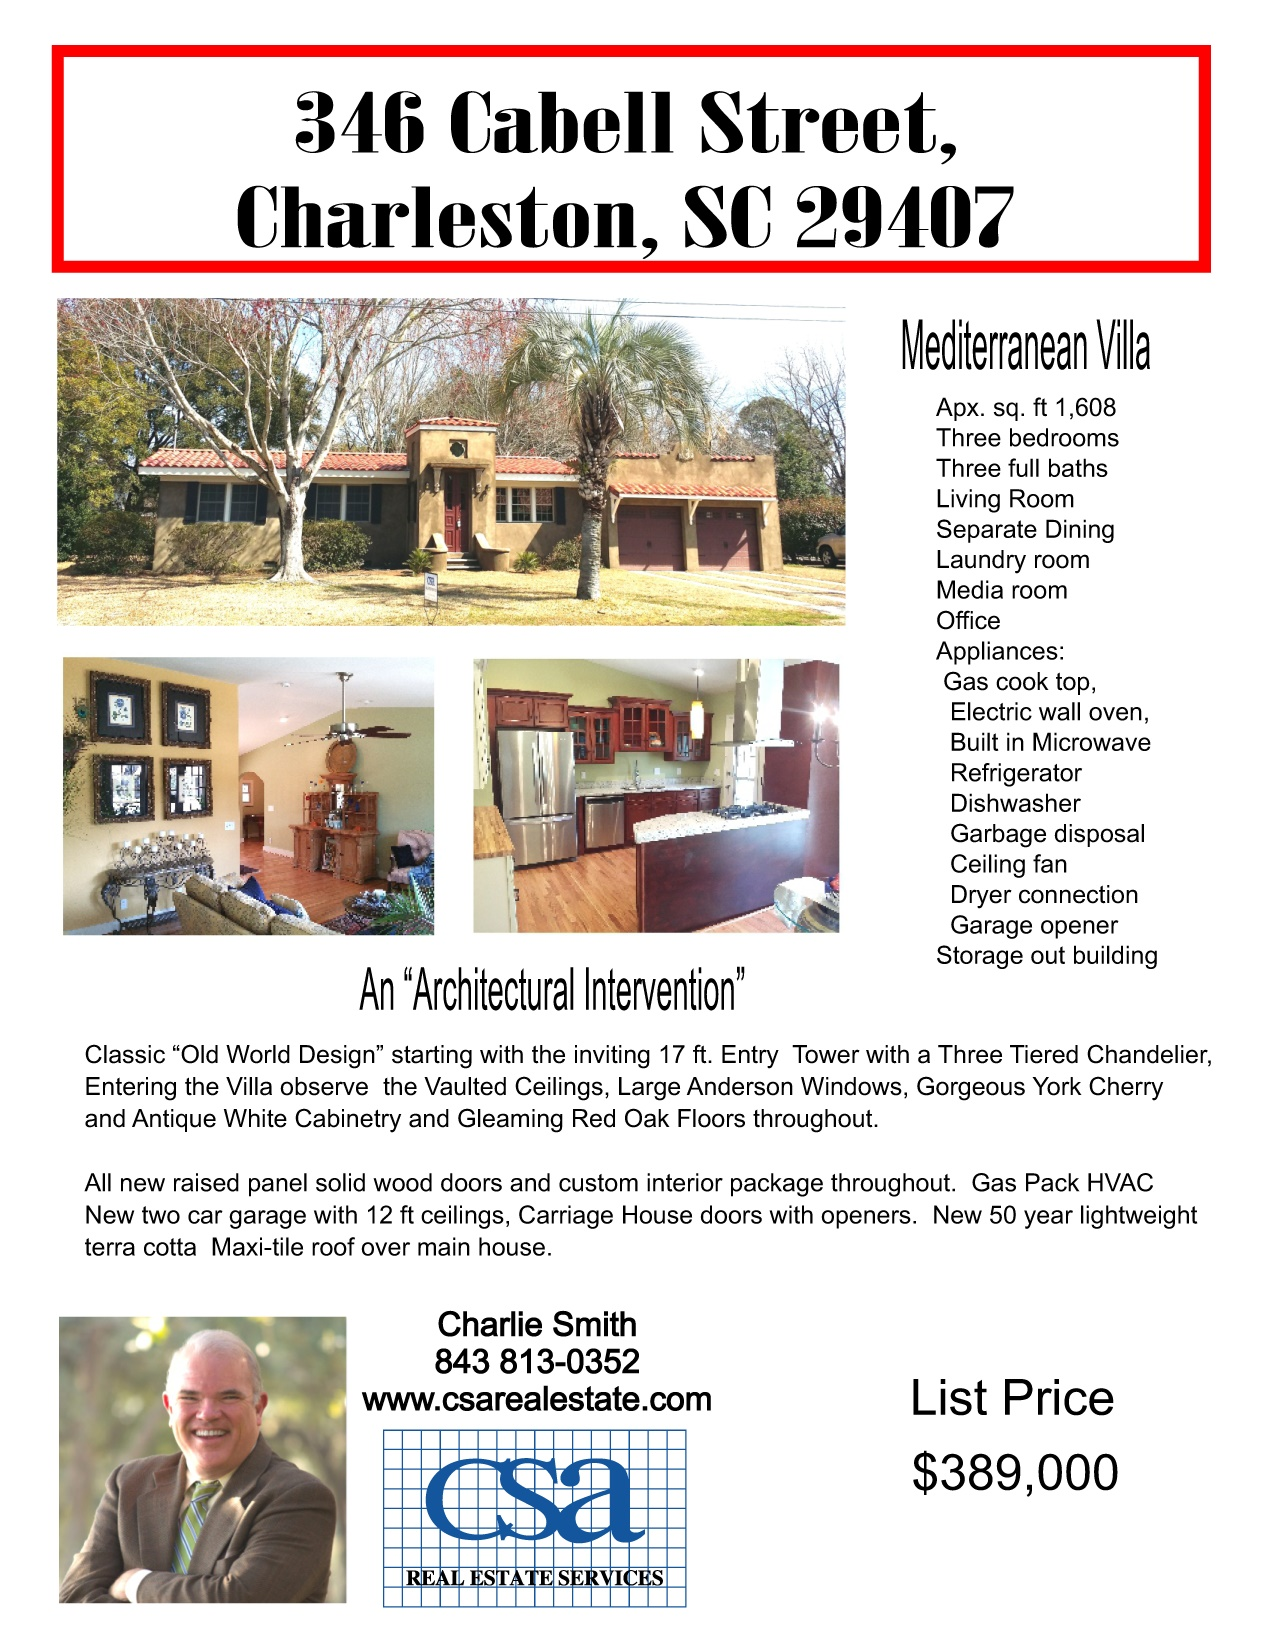 346 Cabell Street,
Charleston, SC 29407
Mediterranean Villa
Apx. sq. ft 1,608
Three bedrooms
Three full baths
Living Room
Separate Dining
Laundry room
Media room
Office
Appliances:
Gas cook top,
Electric wall oven,
Built in Microwave
Refrigerator
Dishwasher
Garbage disposal
Ceiling fan
Dryer connection
Garage opener
Storage out building
An “Architectural Intervention”
Classic “Old World Design” starting with the inviting 17 ft. Entry  Tower with a Three Tiered Chandelier,
Entering the Villa observe  the Vaulted Ceilings, Large Anderson Windows, Gorgeous York Cherry
and Antique White Cabinetry and Gleaming Red Oak Floors throughout.
All new raised panel solid wood doors and custom interior package throughout.  Gas Pack HVAC
New two car garage with 12 ft ceilings, Carriage House doors with openers.  New 50 year lightweight
terra cotta  Maxi-tile roof over main house.
Charlie Smith
843 813-0352
www.csarealestate.com
csa
REAL ESTATE SERVICES
List Price
$389,000